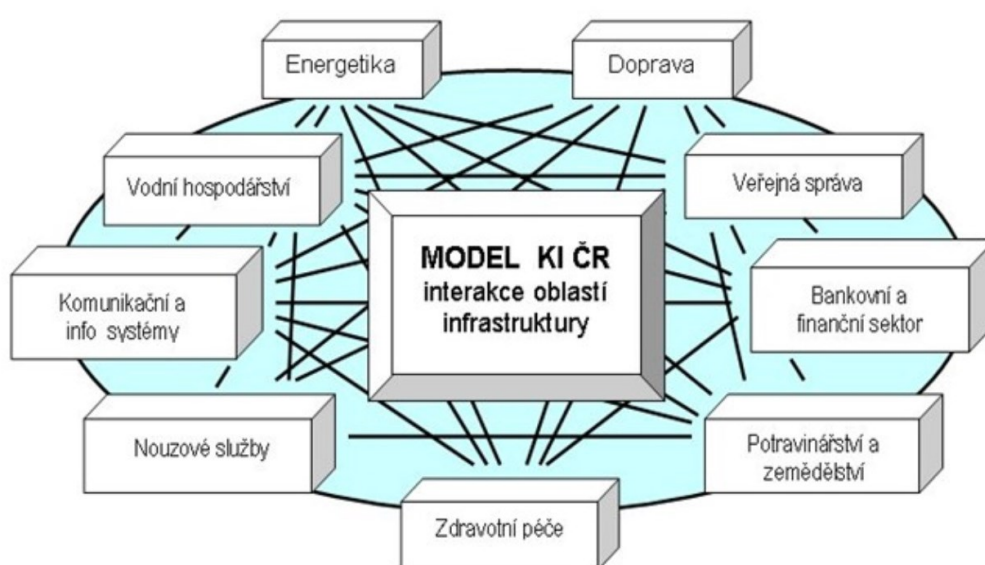 Energetika
Doprava
Vodní hospodářství
Veřejná správa
MODEL KI ČR
interakce oblastí
infrastruktury
Komunikační a
info systémy
Bankovní a
finanční sektor
Nouzové služby
Potravinářství a
zemědělství
Zdravotní péče